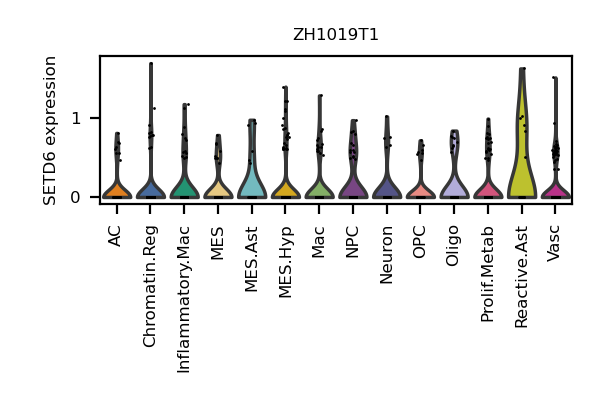 ZH1019T1
SETD6 expression
1
0
AC
Chromatin.Reg
Inflammatory.Mac
MES
MES.Ast
MES.Hyp
Mac
NPC
Neuron
OPC
Oligo
Prolif.Metab
Reactive.Ast
Vasc